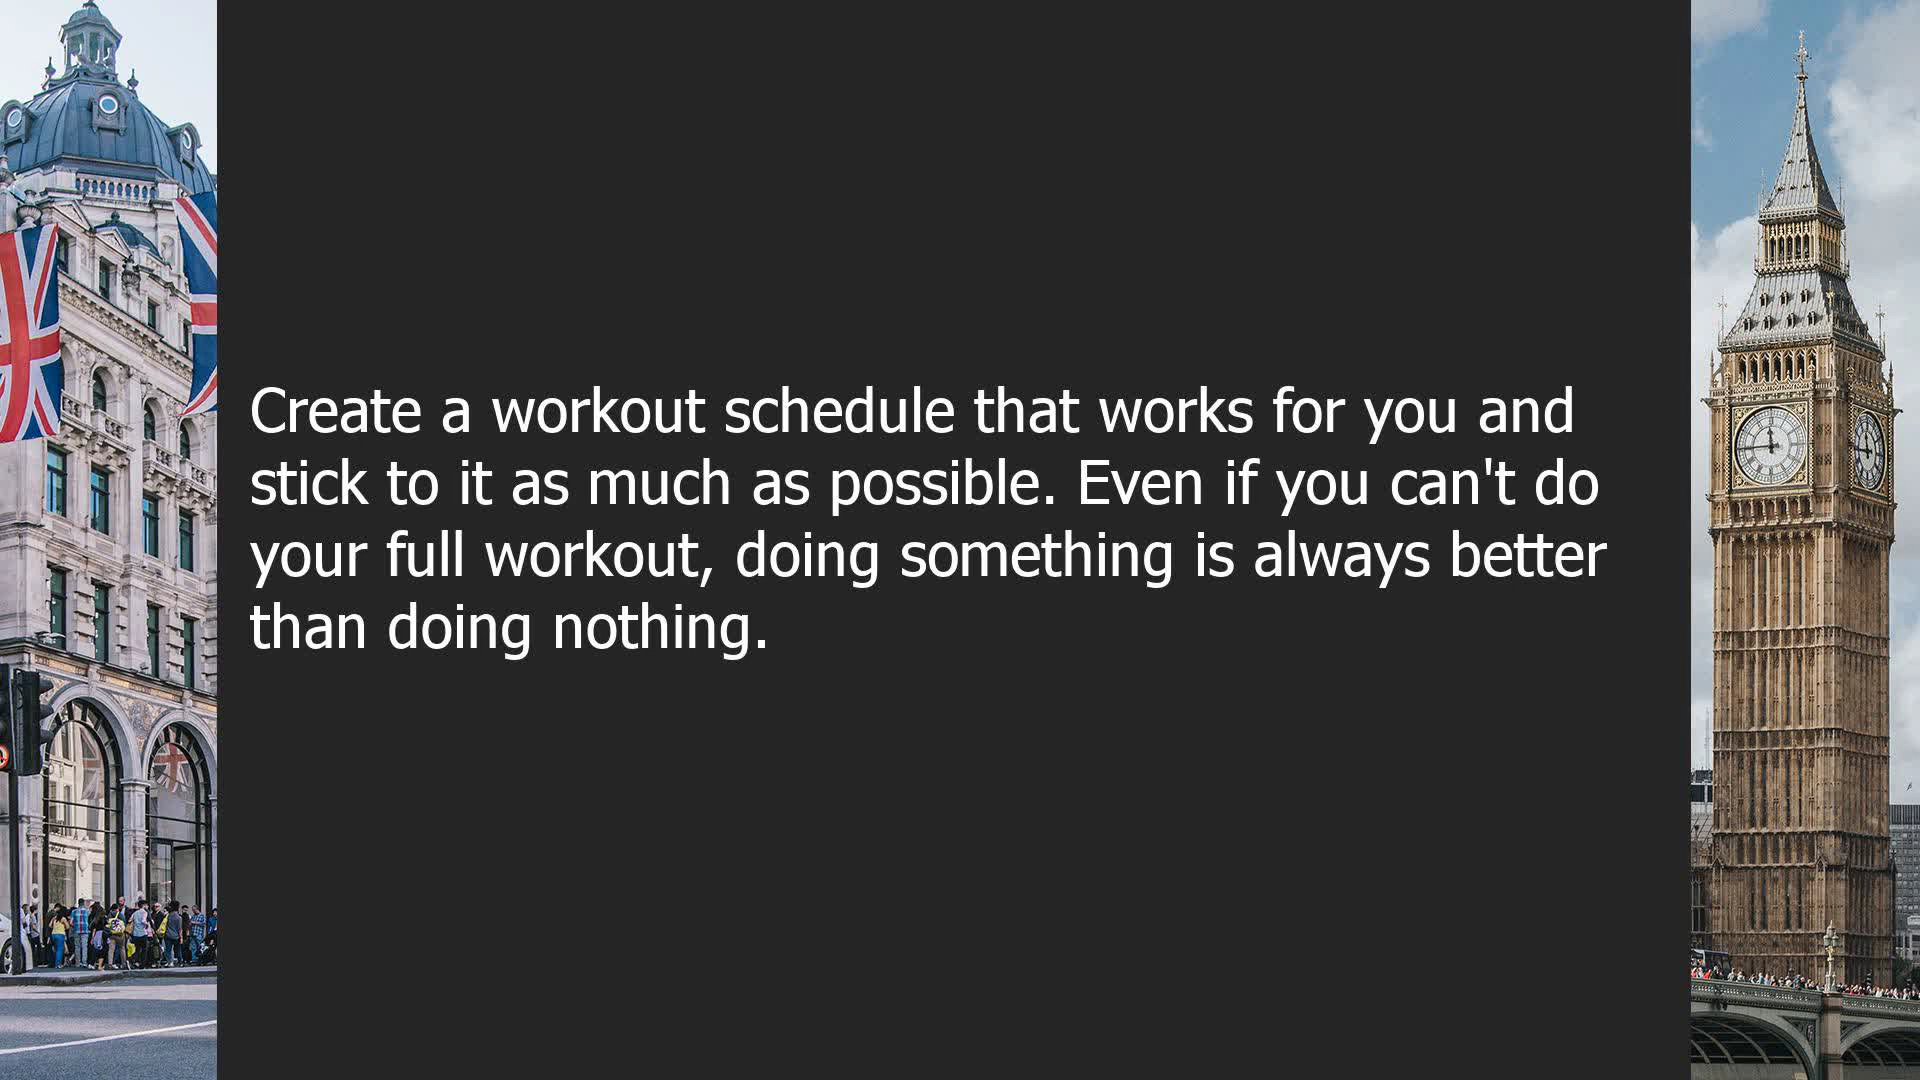 Create a workout schedule that works for you and
stick to it as much as possible. Even if you can't do
your full workout, doing something is always better
than doing nothing.